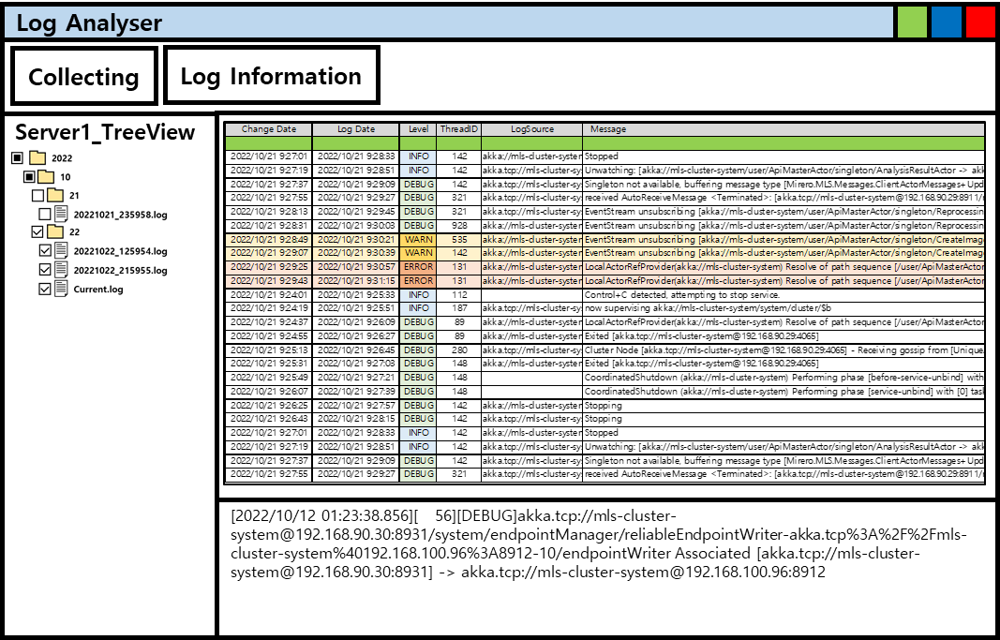 Log Analyser
Collecting
Log Information
Server1_TreeView
2022
10
21
20221021_235958.log
22
20221022_125954.log
20221022_215955.log
Current.log
Change Date Log Date Level ThreadID LogSource Message
2022/10/21 9:27:01 2022/10/21 9:28:33 INFO 142 akka://mls-cluster-system Stopped
2022/10/21 9:27:19 2022/10/21 9:28:51 INFO 142 akka.tcp://mls-cluster-sy Unwatching: [akka://mls-cluster-system/user/ApiMasterActor/singleton/AnalysisResultActor -> akk
2022/10/21 9:27:37 2022/10/21 9:29:09 DEBUG 142 akka.tcp://mls-cluster-sy Singleton not available, buffering message type [Mirero.MLS.Messages.ClientActorMessages+Upd
2022/10/21 9:27:55 2022/10/21 9:29:27 DEBUG 321 akka.tcp://mls-cluster-sy received AutoReceiveMessage <Terminated>: [akka.tcp://mls-cluster-system@192.168.90.29:8911/u
2022/10/21 9:28:13 2022/10/21 9:29:45 DEBUG 321 akka.tcp://mls-cluster-sy EventStream unsubscribing [akka://mls-cluster-system/user/ApiMasterActor/singleton/Reprocessin
2022/10/21 9:28:31 2022/10/21 9:30:03 DEBUG 928 akka.tcp://mls-cluster-sy EventStream unsubscribing [akka://mls-cluster-system/user/ApiMasterActor/singleton/Reprocessin
2022/10/21 9:28:49 2022/10/21 9:30:21 WARN 535 akka.tcp://mls-cluster-sy EventStream unsubscribing [akka://mls-cluster-system/user/ApiMasterActor/singleton/CreateImag
2022/10/21 9:29:07 2022/10/21 9:30:39 WARN 142 akka.tcp://mls-cluster-sy EventStream unsubscribing [akka://mls-cluster-system/user/ApiMasterActor/singleton/CreateImag
2022/10/21 9:29:25 2022/10/21 9:30:57 ERROR 131 akka.tcp://mls-cluster-sy LocalActorRefProvider(akka://mls-cluster-system) Resolve of path sequence [/user/ApiMasterActor
2022/10/21 9:29:43 2022/10/21 9:31:15 ERROR 131 akka.tcp://mls-cluster-sy LocalActorRefProvider(akka://mls-cluster-system) Resolve of path sequence [/user/ApiMasterActor
2022/10/21 9:24:01 2022/10/21 9:25:33 INFO 112 Control+C detected, attempting to stop service.
2022/10/21 9:24:19 2022/10/21 9:25:51 INFO 187 akka.tcp://mls-cluster-sy now supervising akka://mls-cluster-system/system/cluster/$b
2022/10/21 9:24:37 2022/10/21 9:26:09 DEBUG 89 akka.tcp://mls-cluster-sy LocalActorRefProvider(akka://mls-cluster-system) Resolve of path sequence [/user/ApiMasterActor
2022/10/21 9:24:55 2022/10/21 9:26:27 DEBUG 89 akka://mls-cluster-system Exited [akka.tcp://mls-cluster-system@192.168.90.29:4065]
2022/10/21 9:25:13 2022/10/21 9:26:45 DEBUG 280 akka://mls-cluster-system Cluster Node [akka.tcp://mls-cluster-system@192.168.90.29:4065] - Receiving gossip from [Unique
2022/10/21 9:25:31 2022/10/21 9:27:03 DEBUG 148 akka://mls-cluster-system Exited [akka.tcp://mls-cluster-system@192.168.90.29:4065]
2022/10/21 9:25:49 2022/10/21 9:27:21 DEBUG 148 CoordinatedShutdown (akka://mls-cluster-system) Performing phase [before-service-unbind] with
2022/10/21 9:26:07 2022/10/21 9:27:39 DEBUG 148 CoordinatedShutdown (akka://mls-cluster-system) Performing phase [service-unbind] with [0] task
2022/10/21 9:26:25 2022/10/21 9:27:57 DEBUG 142 akka://mls-cluster-system Stopping
2022/10/21 9:26:43 2022/10/21 9:28:15 DEBUG 142 akka.tcp://mls-cluster-sy Stopping
2022/10/21 9:27:01 2022/10/21 9:28:33 INFO 142 akka://mls-cluster-system Stopped
2022/10/21 9:27:19 2022/10/21 9:28:51 INFO 142 akka.tcp://mls-cluster-sy Unwatching: [akka://mls-cluster-system/user/ApiMasterActor/singleton/AnalysisResultActor -> akk
2022/10/21 9:27:37 2022/10/21 9:29:09 DEBUG 142 akka.tcp://mls-cluster-sy Singleton not available, buffering message type [Mirero.MLS.Messages.ClientActorMessages+Upd
2022/10/21 9:27:55 2022/10/21 9:29:27 DEBUG 321 akka.tcp://mls-cluster-sy received AutoReceiveMessage <Terminated>: [akka.tcp://mls-cluster-system@192.168.90.29:8911/u
[2022/10/12 01:23:38.856][ 56][DEBUG]akka.tcp://mls-cluster-
system@192.168.90.30:8931/system/endpointManager/reliableEndpointWriter-akka.tcp%3A%2F%2Fmls-
cluster-system%40192.168.100.96%3A8912-10/endpointWriter Associated [akka.tcp://mls-cluster-
system@192.168.90.30:8931] -> akka.tcp://mls-cluster-system@192.168.100.96:8912